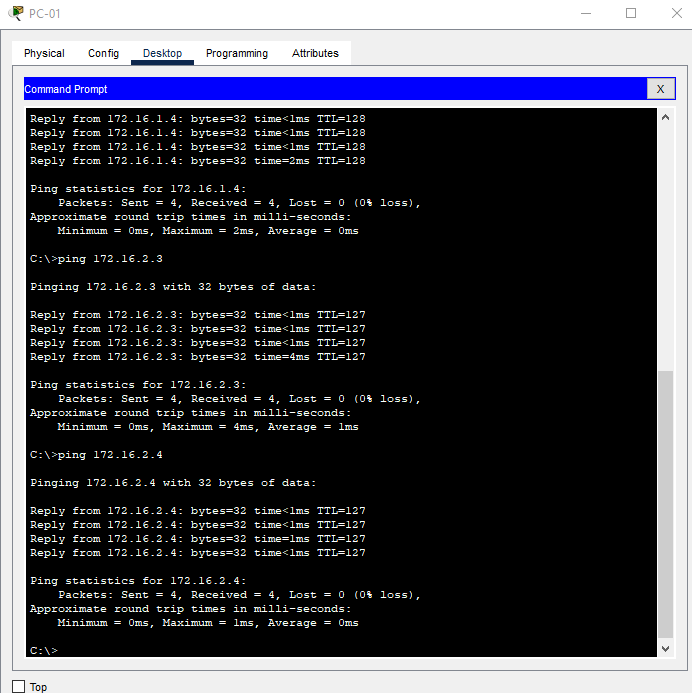 PC-01
Physical Config Desktop Programming Attributes
Command Prompt X
Reply from 172.16.1.4: bytes=32 time<1ms TTL=128
Reply from 172.16.1.4: bytes=32 time<1ms TTL=128
Reply from 172.16.1.4: bytes=32 time<1ms TTL=128
Reply from 172.16.1.4: bytes=32 time=2ms TTL=128
Ping statistics for 172.16.1.4:
Packets: Sent = 4, Received = 4, Lost = 0 (0% loss),
Approximate round trip times in milli-seconds:
Minimum = 0ms, Maximum = 2ms, Average = 0ms
C:\>ping 172.16.2.3
Pinging 172.16.2.3 with 32 bytes of data:
Reply from 172.16.2.3: bytes=32 time<1ms TTL=127
Reply from 172.16.2.3: bytes=32 time<1ms TTL=127
Reply from 172.16.2.3: bytes=32 time<1ms TTL=127
Reply from 172.16.2.3: bytes=32 time=4ms TTL=127
Ping statistics for 172.16.2.3:
Packets: Sent = 4, Received = 4, Lost = 0 (0% loss),
Approximate round trip times in milli-seconds:
Minimum = 0ms, Maximum = 4ms, Average = 1ms
C:\>ping 172.16.2.4
Pinging 172.16.2.4 with 32 bytes of data:
Reply from 172.16.2.4: bytes=32 time<1ms TTL=127
Reply from 172.16.2.4: bytes=32 time<1ms TTL=127
Reply from 172.16.2.4: bytes=32 time=1ms TTL=127
Reply from 172.16.2.4: bytes=32 time<1ms TTL=127
Ping statistics for 172.16.2.4:
Packets: Sent = 4, Received = 4, Lost = 0 (0% loss),
Approximate round trip times in milli-seconds:
Minimum = 0ms, Maximum = 1ms, Average = 0ms
C:\>
Top